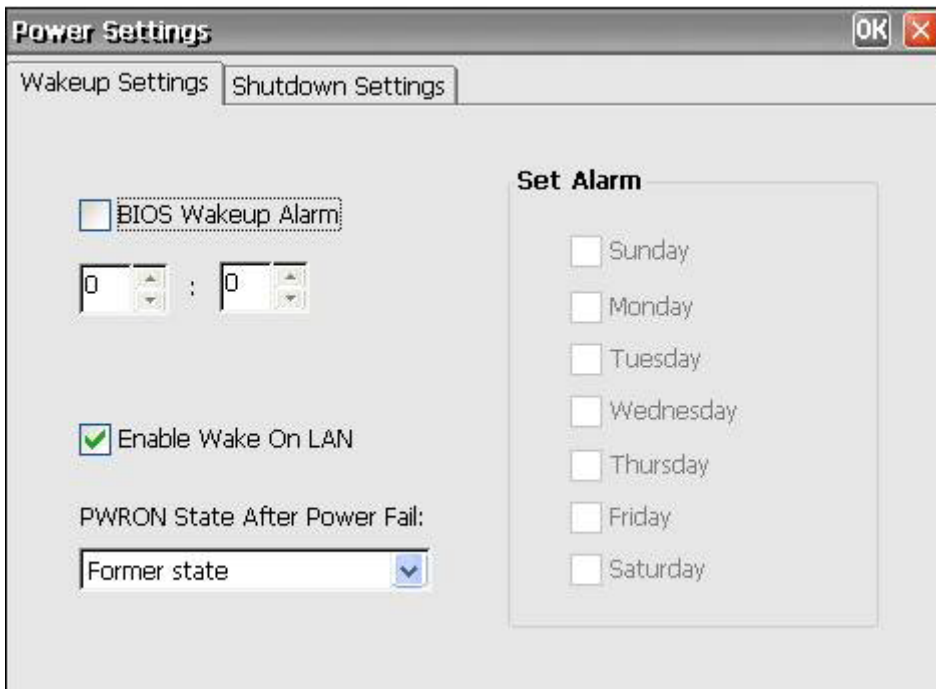 Power Settings OK
Wakeup Settings Shutdown Settings
BIOS Wakeup Alarm
0 : 0
Enable Wake On LAN
PWRON State After Power Fail:
Former state
Set Alarm
Sunday
Monday
Tuesday
Wednesday
Thursday
Friday
Saturday